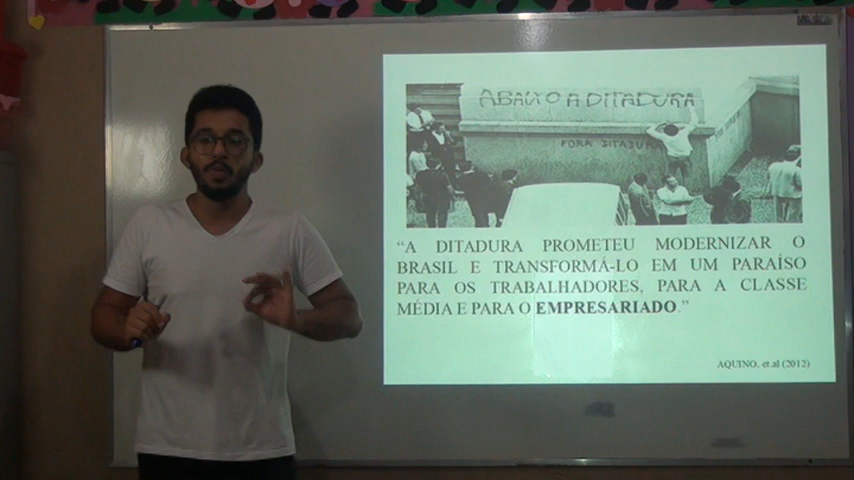 ABAIXO A DITADURA
FORA DITADURA
“A DITADURA PROMETEU MODERNIZAR O
BRASIL E TRANSFORMÁ-LO EM UM PARAÍSO
PARA OS TRABALHADORES, PARA A CLASSE
MÉDIA E PARA O EMPRESARIADO.”
AQUINO, et.al (2012)